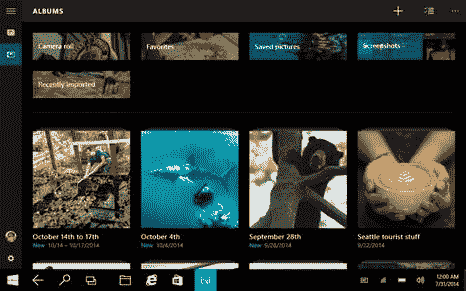 ALBUMS
Camera roll
Favorites
Saved pictures
Screenshots
Recently imported
October 14th to 17th
New 10/14 – 10/17/2014
October 4th
New 10/4/2014
September 28th
New 9/28/2014
Seattle tourist stuff
9/02/2014
12:00 AM
7/31/2014